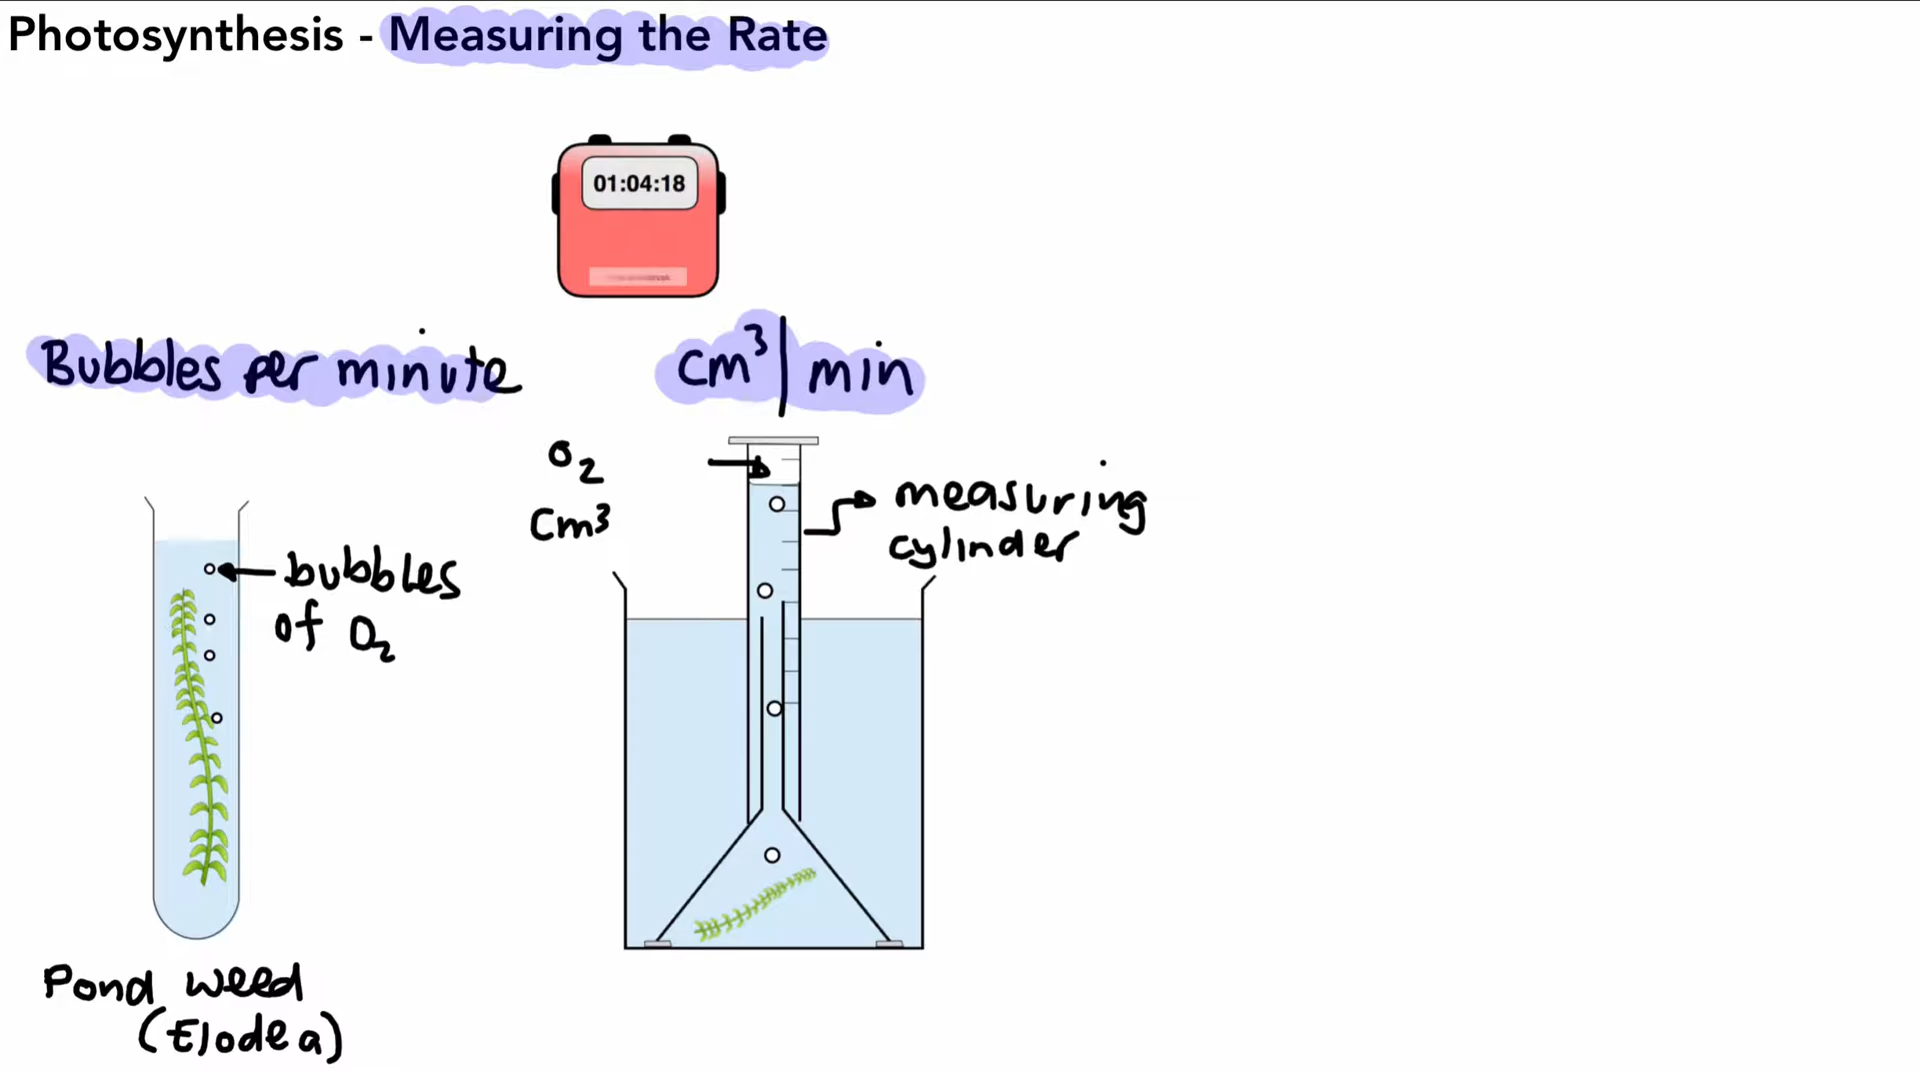 Photosynthesis - Measuring the Rate
01:04:18
Bubbles per minute
cm³/min
O₂
cm³
measuring
cylinder
bubbles
of O₂
Pond weed
(Elodea)